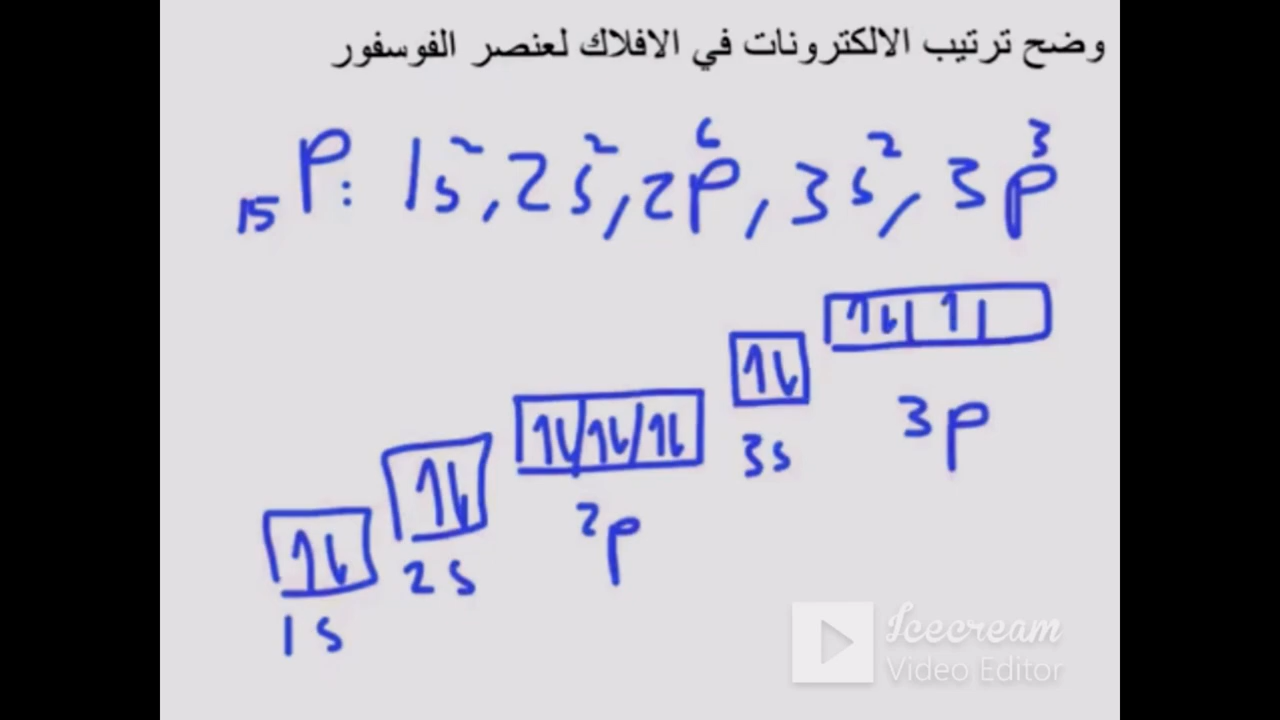 وضح ترتيب الالكترونات في الافلاك لعنصر الفوسفور
₁₅P: 1s², 2s², 2p⁶, 3s², 3p³
3p
3s
2p
2s
1s
Icecream
Video Editor